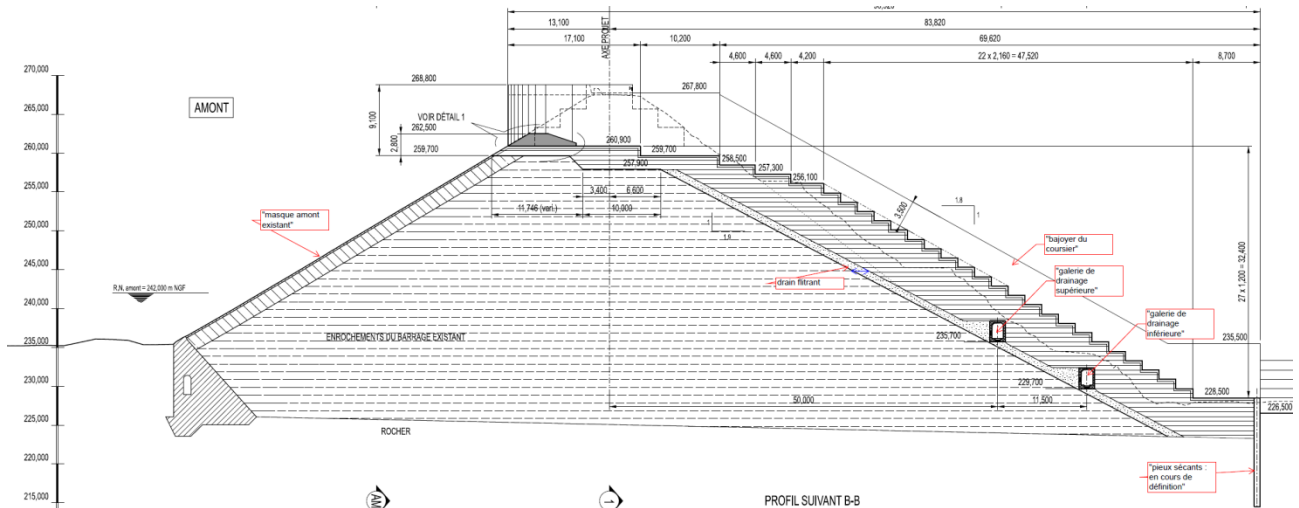 13,100
83,820
17,100
10,200
69,620
AXE PROJET
4,600
4,600
4,200
22 x 2,160 = 47,520
8,700
270,000
265,000
260,000
255,000
250,000
245,000
240,000
235,000
230,000
225,000
220,000
215,000
AMONT
268,800
267,800
VOIR DÉTAIL 1
9,100
262,500
2,800
259,700
260,900
259,700
258,500
257,300
256,100
257,900
3,400
6,600
11,746 (vari.)
10,000
3,500
1,8
1
1
"masque amont
existant"
"bajoyer du
coursier"
"galerie de
drainage
supérieure"
"galerie de
drainage
inférieure"
drain filtrant
R.N. amont = 242,000 m NGF
27 x 1,200 = 32,400
ENROCHEMENTS DU BARRAGE EXISTANT
235,700
235,500
229,700
228,500
226,500
50,000
11,500
ROCHER
"pieux sécants :
en cours de
définition"
AM
1
PROFIL SUIVANT B-B